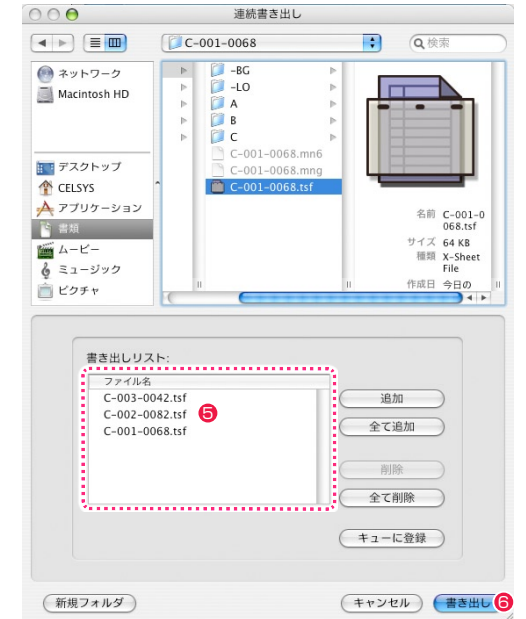 連続書き出し
C-001-0068
検索
ネットワーク
Macintosh HD
デスクトップ
CELSYS
アプリケーション
書類
ムービー
ミュージック
ピクチャ
-BG
-LO
A
B
C
C-001-0068.mn6
C-001-0068.mng
C-001-0068.tsf
名前 C-001-0
068.tsf
サイズ 64 KB
種類 X-Sheet
File
作成日 今日の
書き出しリスト:
ファイル名
C-003-0042.tsf
C-002-0082.tsf
C-001-0068.tsf
5
追加
全て追加
削除
全て削除
キューに登録
新規フォルダ
キャンセル
書き出し
6